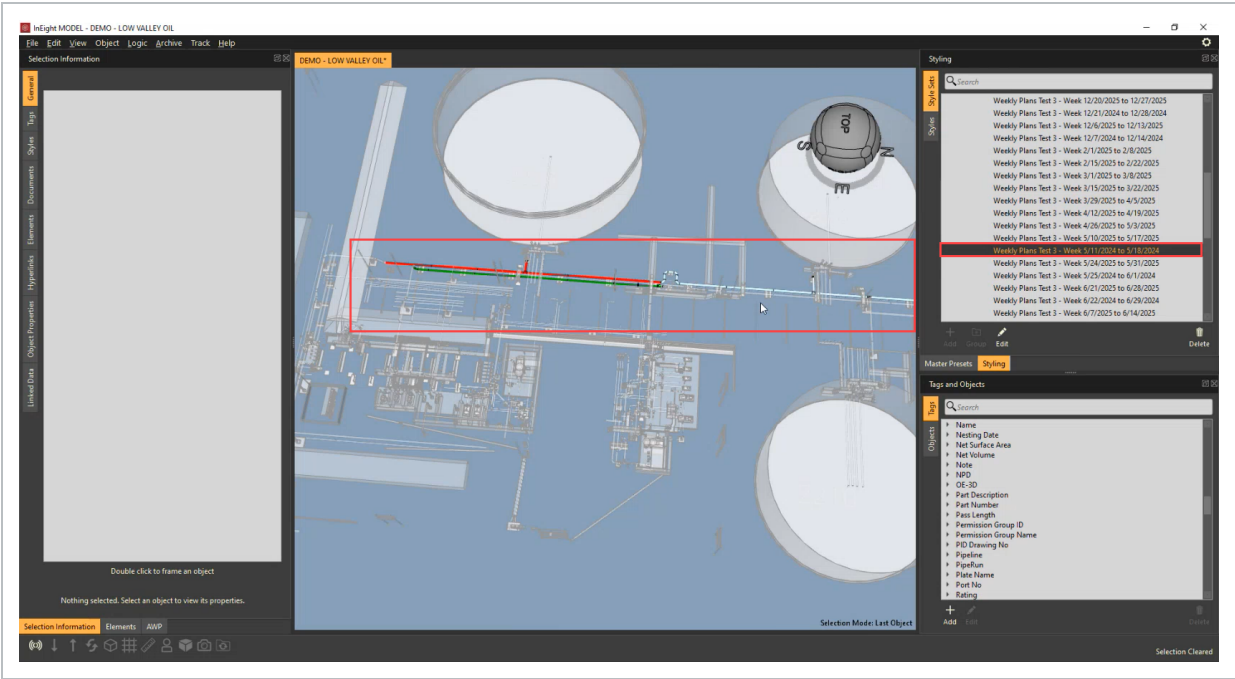 InEight MODEL - DEMO - LOW VALLEY OIL
File Edit View Object Logic Archive Track Help
Selection Information
General
Tags
Styles
Documents
Elements
Hyperlinks
Object Properties
Linked Data
Double click to frame an object
Nothing selected. Select an object to view its properties.
Selection Information Elements AWP
DEMO - LOW VALLEY OIL*
TOP
S
N
E
Selection Mode: Last Object
Styling
Style Sets
Styles
Search
Weekly Plans Test 3 - Week 12/20/2025 to 12/27/2025
Weekly Plans Test 3 - Week 12/21/2024 to 12/28/2024
Weekly Plans Test 3 - Week 12/6/2025 to 12/13/2025
Weekly Plans Test 3 - Week 12/7/2024 to 12/14/2024
Weekly Plans Test 3 - Week 2/1/2025 to 2/8/2025
Weekly Plans Test 3 - Week 2/15/2025 to 2/22/2025
Weekly Plans Test 3 - Week 3/1/2025 to 3/8/2025
Weekly Plans Test 3 - Week 3/15/2025 to 3/22/2025
Weekly Plans Test 3 - Week 3/29/2025 to 4/5/2025
Weekly Plans Test 3 - Week 4/12/2025 to 4/19/2025
Weekly Plans Test 3 - Week 4/26/2025 to 5/3/2025
Weekly Plans Test 3 - Week 5/10/2025 to 5/17/2025
Weekly Plans Test 3 - Week 5/11/2024 to 5/18/2024
Weekly Plans Test 3 - Week 5/24/2025 to 5/31/2025
Weekly Plans Test 3 - Week 5/25/2024 to 6/1/2024
Weekly Plans Test 3 - Week 6/21/2025 to 6/28/2025
Weekly Plans Test 3 - Week 6/22/2024 to 6/29/2024
Weekly Plans Test 3 - Week 6/7/2025 to 6/14/2025
Add Group Edit Delete
Master Presets Styling
Tags and Objects
Tags
Objects
Search
Name
Nesting Date
Net Surface Area
Net Volume
Note
NPD
OE-3D
Part Description
Part Number
Pass Length
Permission Group ID
Permission Group Name
PID Drawing No
Pipeline
PipeRun
Plate Name
Port No
Rating
Add Edit Delete
Selection Cleared